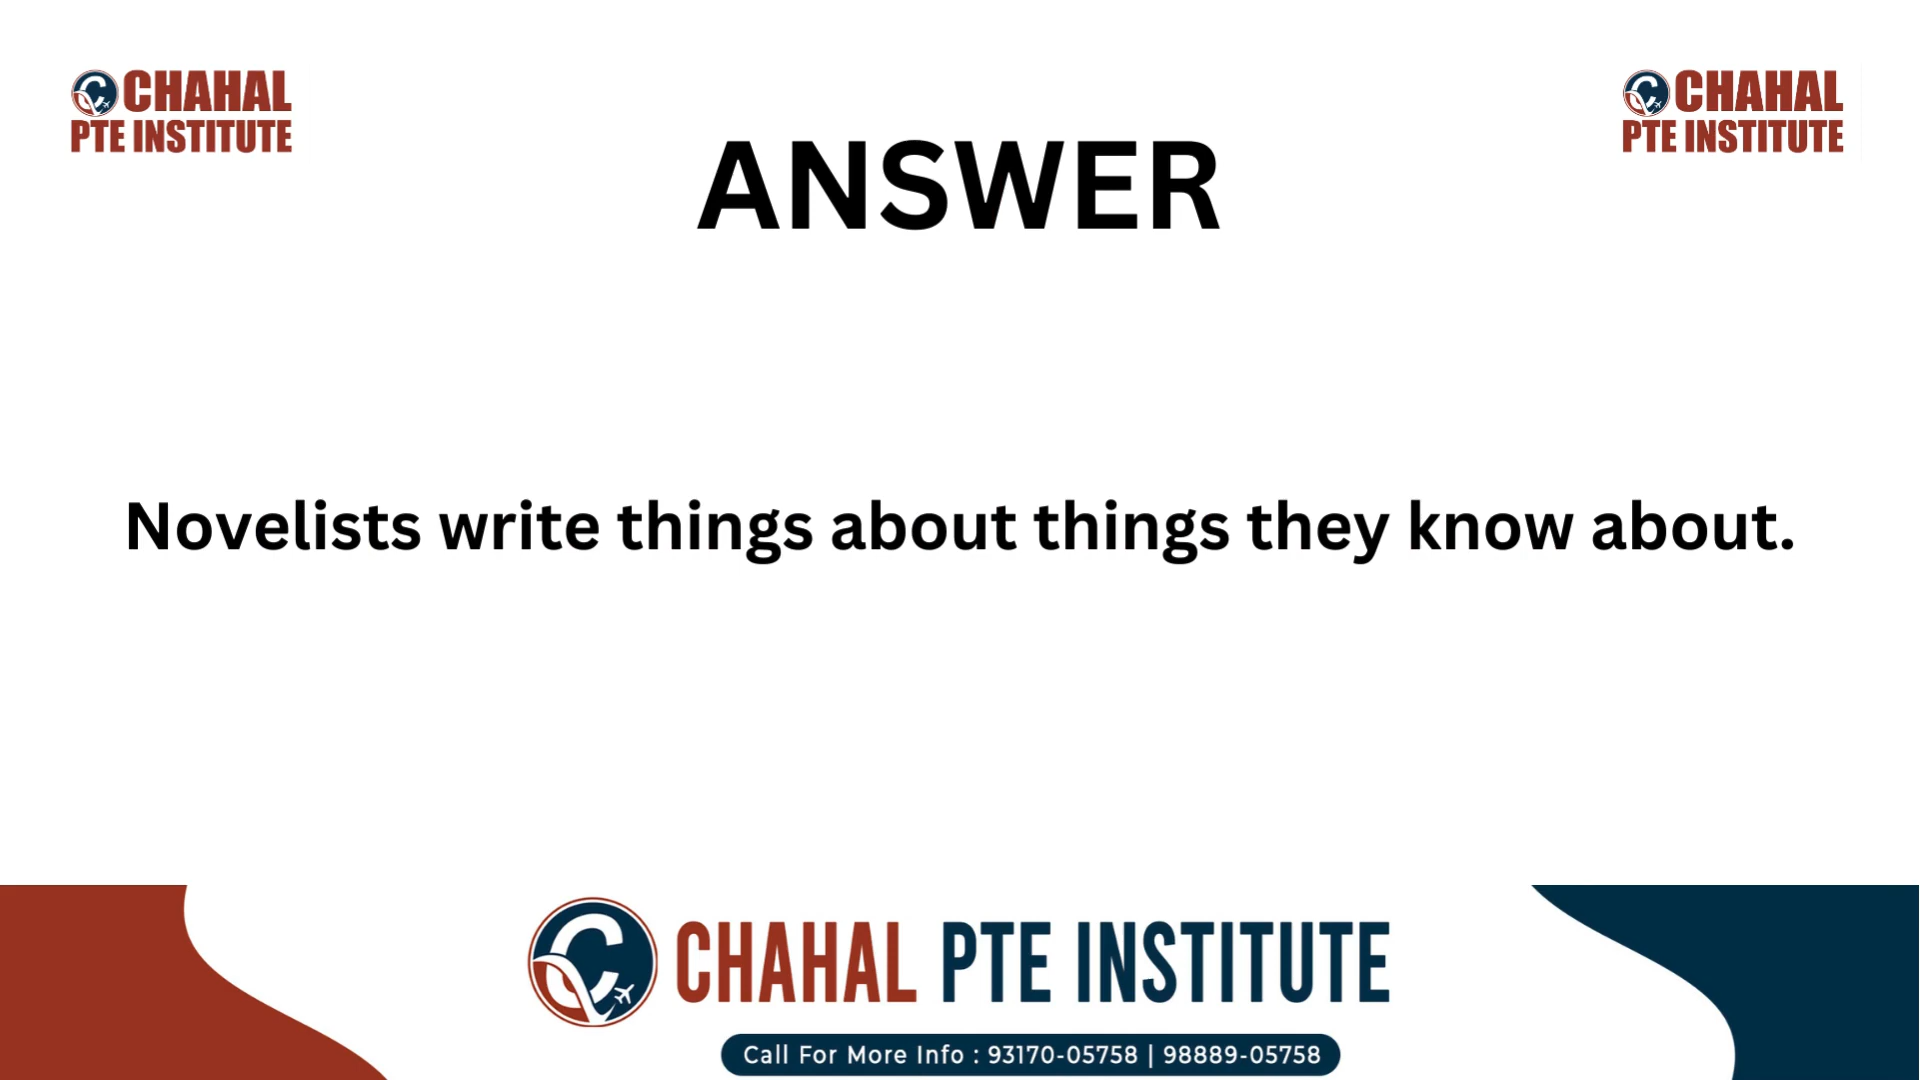 CHAHAL
PTE INSTITUTE
CHAHAL
PTE INSTITUTE
ANSWER
Novelists write things about things they know about.
CHAHAL PTE INSTITUTE
Call For More Info : 93170-05758 | 98889-05758